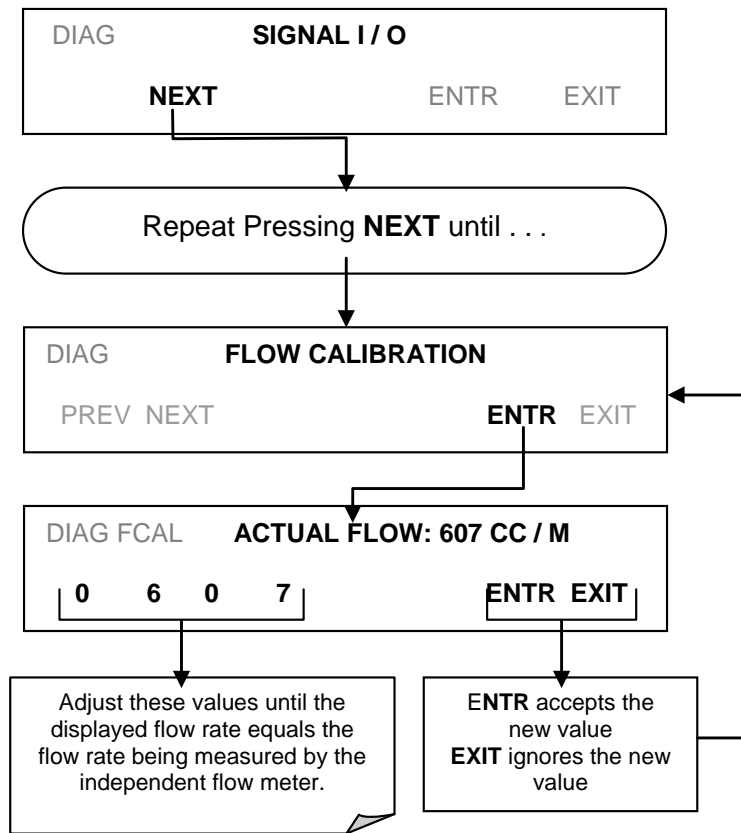 DIAG SIGNAL I / O
NEXT ENTR EXIT
Repeat Pressing NEXT until . . .
DIAG FLOW CALIBRATION
PREV NEXT ENTR EXIT
DIAG FCAL ACTUAL FLOW: 607 CC / M
0 6 0 7 ENTR EXIT
Adjust these values until the
displayed flow rate equals the
flow rate being measured by the
independent flow meter.
ENTR accepts the
new value
EXIT ignores the new
value